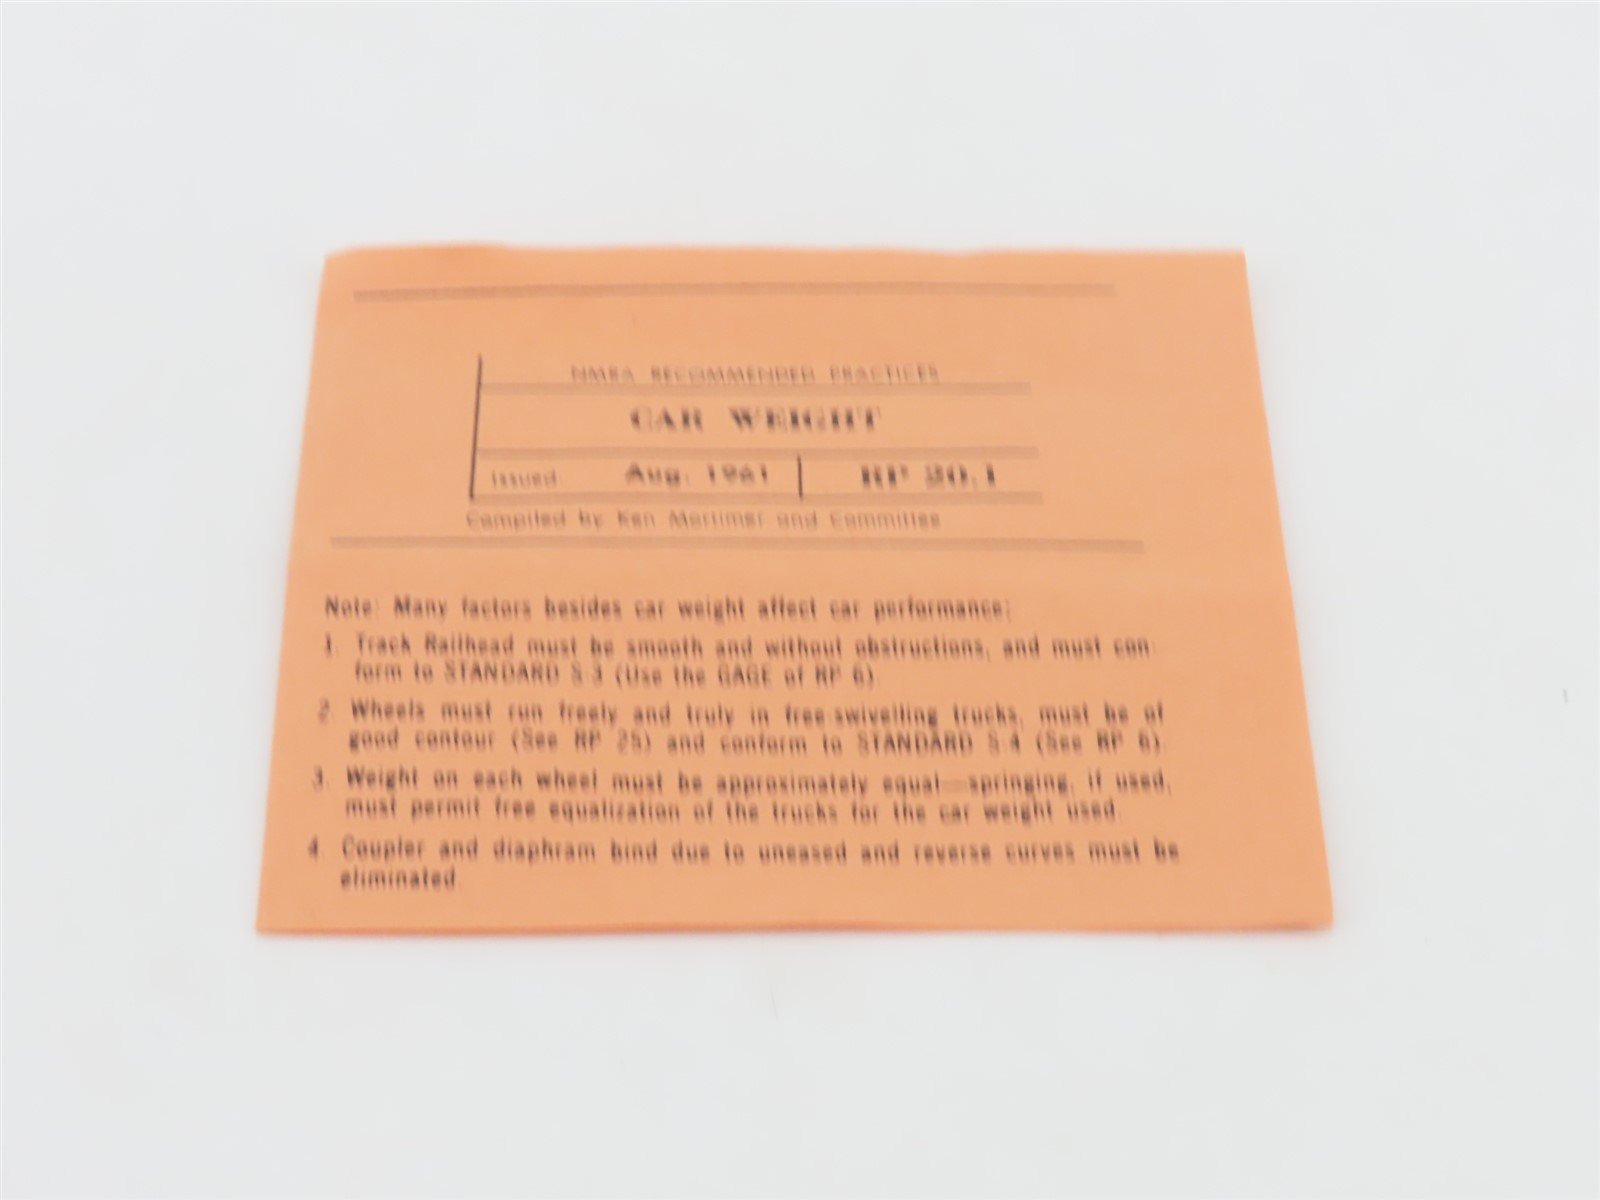 NMRA RECOMMENDED PRACTICES
CAR WEIGHT
Issued: Aug. 1961 RP 20.1
Compiled by Ken Mortimer and Committee
Note: Many factors besides car weight affect car performance;
1. Track Railhead must be smooth and without obstructions, and must con-
form to STANDARD S-3 (Use the GAGE of RP 6).
2. Wheels must run freely and truly in free-swivelling trucks, must be of
good contour (See RP 25) and conform to STANDARD S-4 (See RP 6).
3. Weight on each wheel must be approximately equal—springing, if used,
must permit free equalization of the trucks for the car weight used.
4. Coupler and diaphram bind due to uneased and reverse curves must be
eliminated.